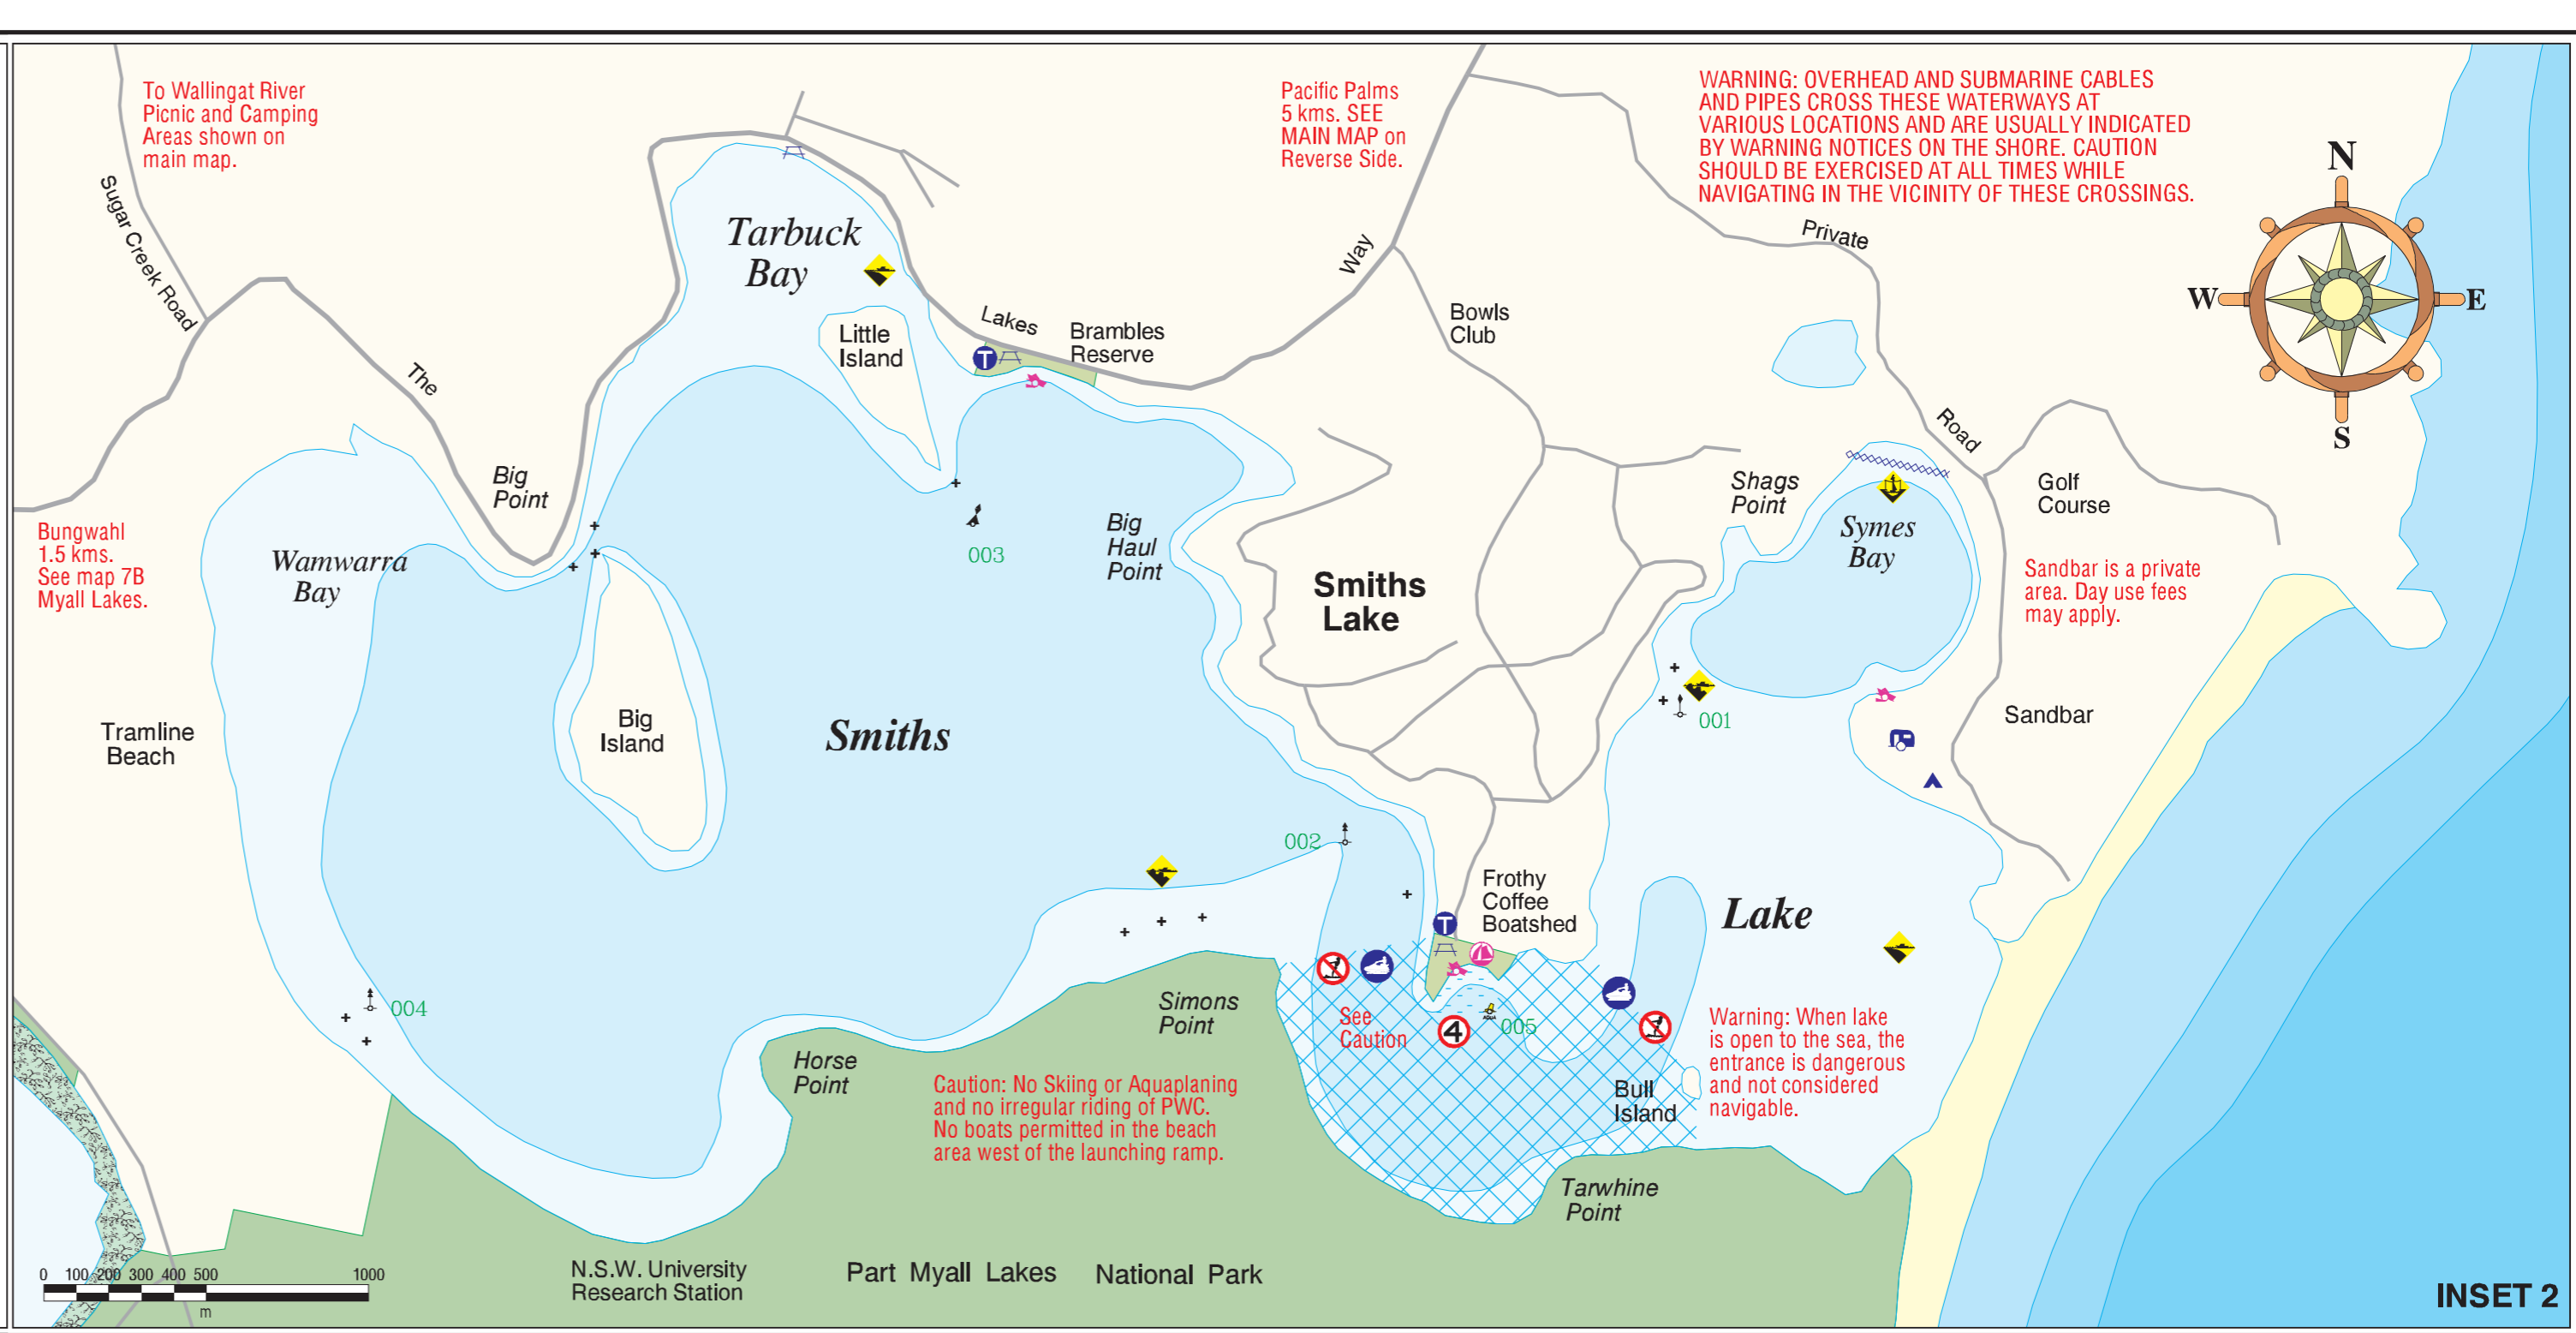 To Wallingat River
Picnic and Camping
Areas shown on
main map.
Pacific Palms
5 kms. SEE
MAIN MAP on
Reverse Side.
WARNING: OVERHEAD AND SUBMARINE CABLES
AND PIPES CROSS THESE WATERWAYS AT
VARIOUS LOCATIONS AND ARE USUALLY INDICATED
BY WARNING NOTICES ON THE SHORE. CAUTION
SHOULD BE EXERCISED AT ALL TIMES WHILE
NAVIGATING IN THE VICINITY OF THESE CROSSINGS.
N
W
E
S
Sugar Creek Road
Tarbuck
Bay
Way
Private
Little
Island
Lakes
Brambles
Reserve
T
Bowls
Club
The
Road
Big
Point
Shags
Point
Golf
Course
Bungwahl
1.5 kms.
See map 7B
Myall Lakes.
Wamwarra
Bay
003
Big
Haul
Point
Smiths
Lake
Symes
Bay
Sandbar is a private
area. Day use fees
may apply.
Tramline
Beach
Big
Island
Smiths
001
Sandbar
002
Frothy
Coffee
Boatshed
T
Lake
004
Simons
Point
See
Caution
4
005
Warning: When lake
is open to the sea, the
entrance is dangerous
and not considered
navigable.
Horse
Point
Caution: No Skiing or Aquaplaning
and no irregular riding of PWC.
No boats permitted in the beach
area west of the launching ramp.
Bull
Island
Tarwhine
Point
N.S.W. University
Research Station
Part Myall Lakes National Park
0 100 200 300 400 500 1000
m
INSET 2